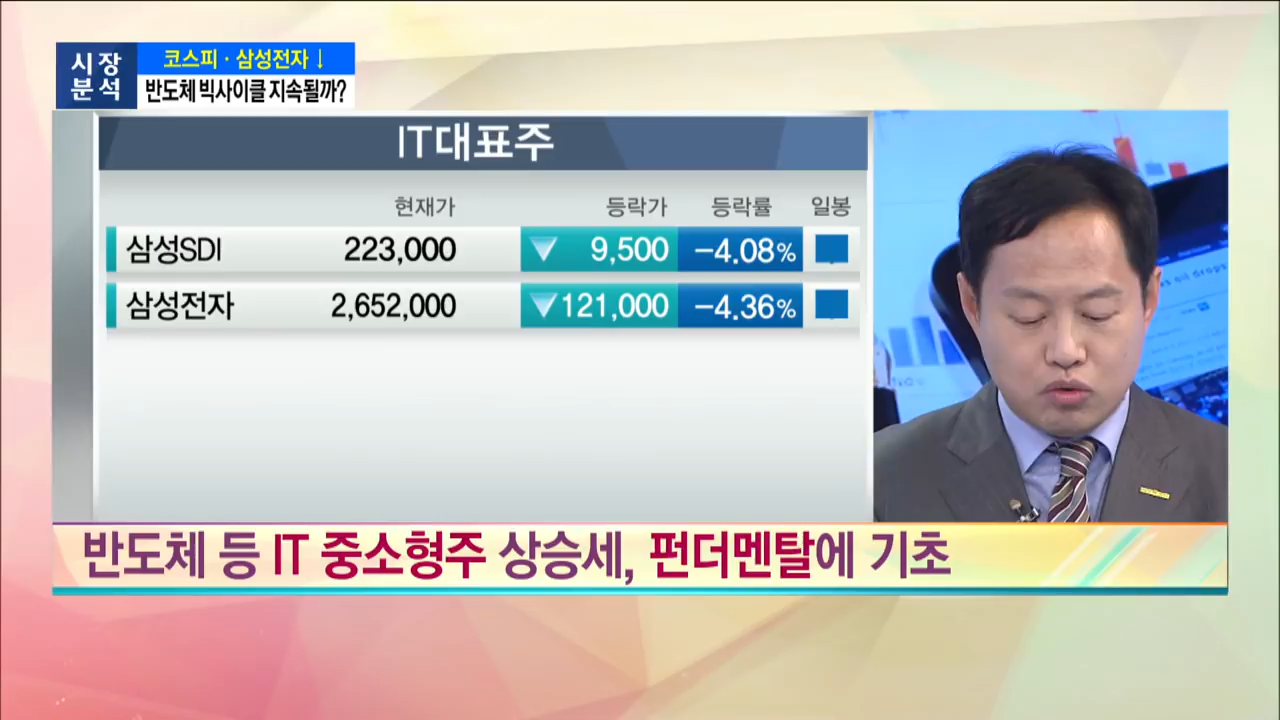 시장
분석
코스피·삼성전자↓
반도체 빅사이클 지속될까?
IT대표주
현재가 등락가 등락률 일봉
삼성SDI 223,000 ▼ 9,500 -4.08%
삼성전자 2,652,000 ▼121,000 -4.36%
반도체 등 IT 중소형주 상승세, 펀더멘탈에 기초